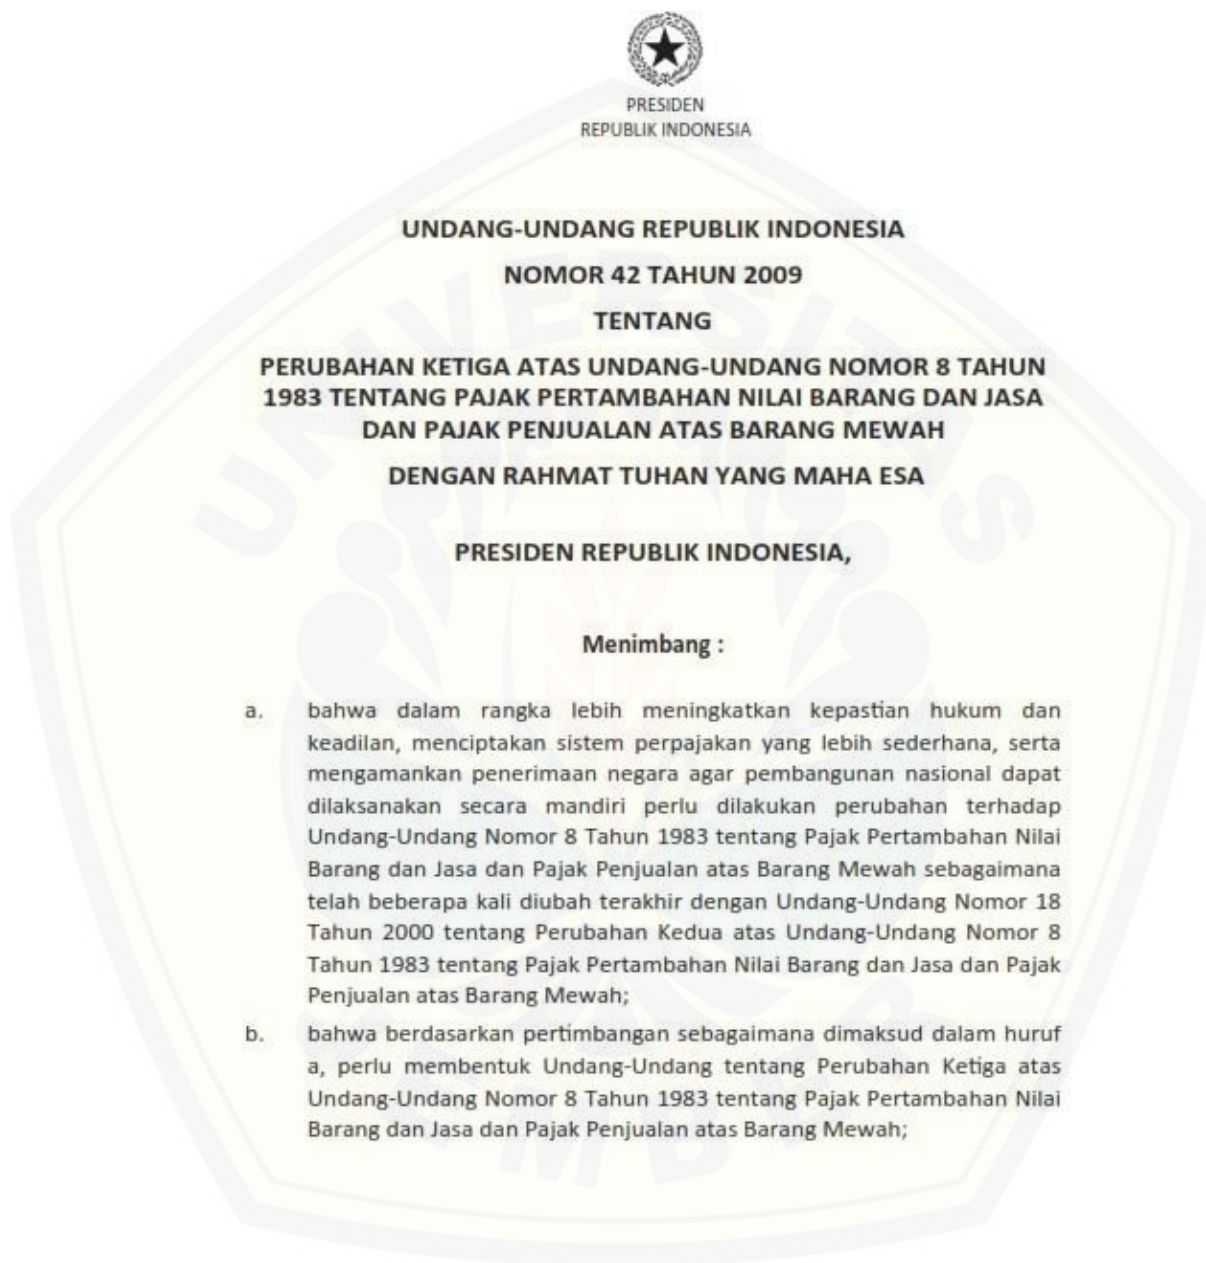 PRESIDEN
REPUBLIK INDONESIA
UNDANG-UNDANG REPUBLIK INDONESIA
NOMOR 42 TAHUN 2009
TENTANG
PERUBAHAN KETIGA ATAS UNDANG-UNDANG NOMOR 8 TAHUN
1983 TENTANG PAJAK PERTAMBAHAN NILAI BARANG DAN JASA
DAN PAJAK PENJUALAN ATAS BARANG MEWAH
DENGAN RAHMAT TUHAN YANG MAHA ESA
PRESIDEN REPUBLIK INDONESIA,
Menimbang :
a. bahwa dalam rangka lebih meningkatkan kepastian hukum dan
keadilan, menciptakan sistem perpajakan yang lebih sederhana, serta
mengamankan penerimaan negara agar pembangunan nasional dapat
dilaksanakan secara mandiri perlu dilakukan perubahan terhadap
Undang-Undang Nomor 8 Tahun 1983 tentang Pajak Pertambahan Nilai
Barang dan Jasa dan Pajak Penjualan atas Barang Mewah sebagaimana
telah beberapa kali diubah terakhir dengan Undang-Undang Nomor 18
Tahun 2000 tentang Perubahan Kedua atas Undang-Undang Nomor 8
Tahun 1983 tentang Pajak Pertambahan Nilai Barang dan Jasa dan Pajak
Penjualan atas Barang Mewah;
b. bahwa berdasarkan pertimbangan sebagaimana dimaksud dalam huruf
a, perlu membentuk Undang-Undang tentang Perubahan Ketiga atas
Undang-Undang Nomor 8 Tahun 1983 tentang Pajak Pertambahan Nilai
Barang dan Jasa dan Pajak Penjualan atas Barang Mewah;
UNIVERSITAS
JEMBER